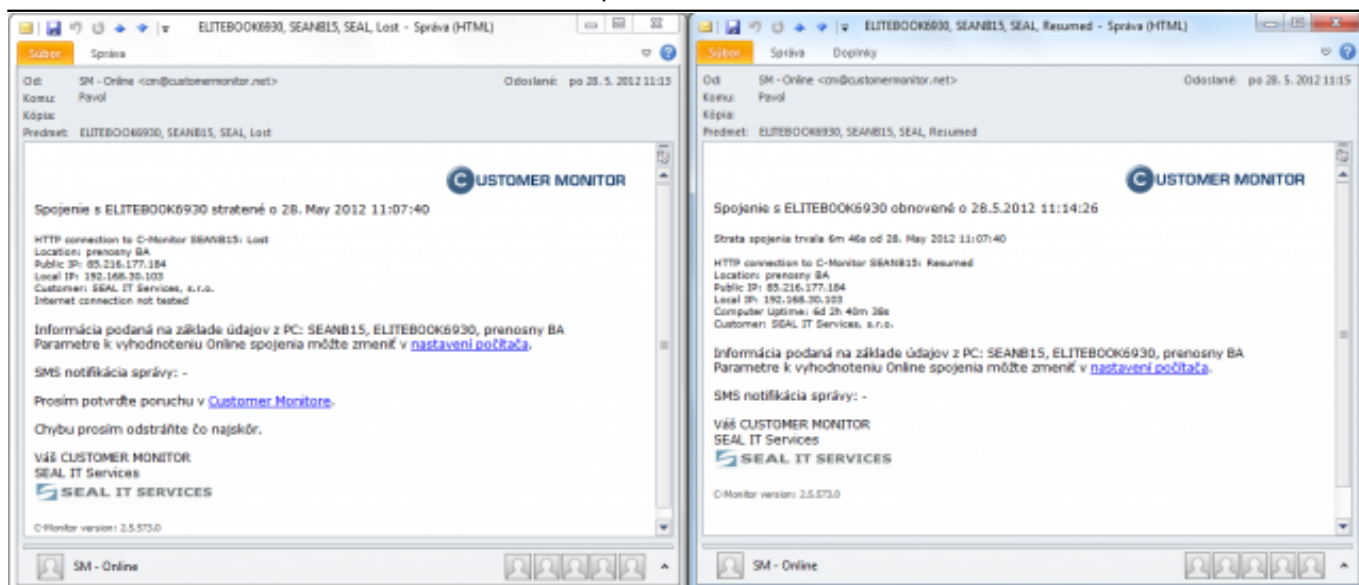 ELITEBOOK6930, SEANB15, SEAL, Lost - Správa (HTML)
Súbor Správa
Od: SM - Online <cm@customermonitor.net> Odoslané: po 28. 5. 2012 11:13
Komu: Pavol
Kópia:
Predmet: ELITEBOOK6930, SEANB15, SEAL, Lost
CUSTOMER MONITOR
Spojenie s ELITEBOOK6930 stratené o 28. May 2012 11:07:40
HTTP connection to C-Monitor SEANB15: Lost
Location: prenosny BA
Public IP: 85.216.177.184
Local IP: 192.168.30.103
Customer: SEAL IT Services, s.r.o.
Internet connection not tested
Informácia podaná na základe údajov z PC: SEANB15, ELITEBOOK6930, prenosny BA
Parametre k vyhodnoteniu Online spojenia môžte zmeniť v nastavení počítača.
SMS notifikácia správy: -
Prosím potvrďte poruchu v Customer Monitore.
Chybu prosím odstráňte čo najskôr.
Váš CUSTOMER MONITOR
SEAL IT Services
SEAL IT SERVICES
C-Monitor version: 2.5.573.0
SM - Online
ELITEBOOK6930, SEANB15, SEAL, Resumed - Správa (HTML)
Súbor Správa Doplnky
Od: SM - Online <cm@customermonitor.net> Odoslané: po 28. 5. 2012 11:15
Komu: Pavol
Kópia:
Predmet: ELITEBOOK6930, SEANB15, SEAL, Resumed
CUSTOMER MONITOR
Spojenie s ELITEBOOK6930 obnovené o 28.5.2012 11:14:26
Strata spojenia trvala 6m 46s od 28. May 2012 11:07:40
HTTP connection to C-Monitor SEANB15: Resumed
Location: prenosny BA
Public IP: 85.216.177.184
Local IP: 192.168.30.103
Computer Uptime: 6d 2h 40m 38s
Customer: SEAL IT Services, s.r.o.
Informácia podaná na základe údajov z PC: SEANB15, ELITEBOOK6930, prenosny BA
Parametre k vyhodnoteniu Online spojenia môžte zmeniť v nastavení počítača.
SMS notifikácia správy: -
Váš CUSTOMER MONITOR
SEAL IT Services
SEAL IT SERVICES
C-Monitor version: 2.5.573.0
SM - Online